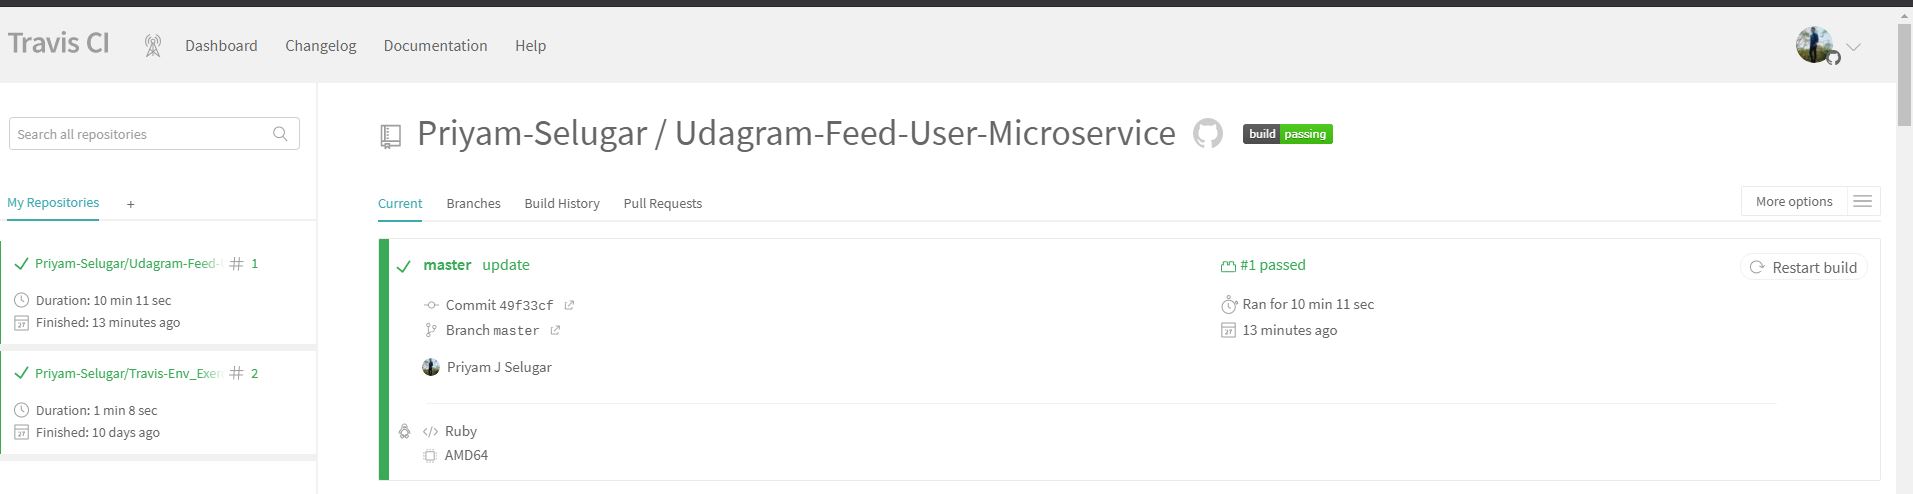 Travis CI
Dashboard Changelog Documentation Help
Search all repositories
My Repositories +
Priyam-Selugar/Udagram-Feed- # 1
Duration: 10 min 11 sec
27 Finished: 13 minutes ago
Priyam-Selugar/Travis-Env_Exer # 2
Duration: 1 min 8 sec
27 Finished: 10 days ago
Priyam-Selugar / Udagram-Feed-User-Microservice build passing
Current Branches Build History Pull Requests More options
master update #1 passed Restart build
Commit 49f33cf Ran for 10 min 11 sec
Branch master 27 13 minutes ago
Priyam J Selugar
</> Ruby
AMD64